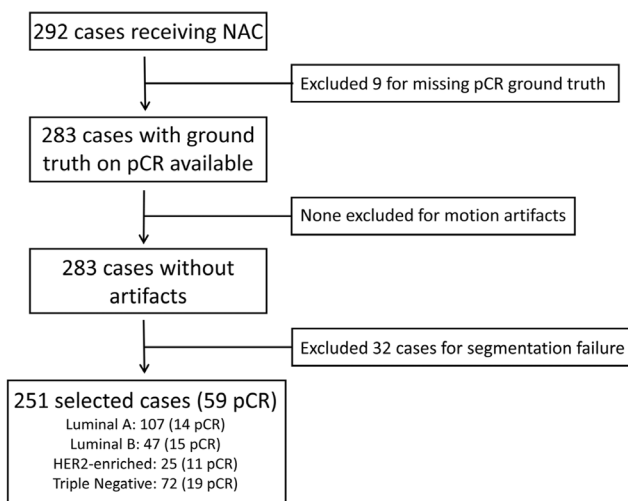 292 cases receiving NAC
Excluded 9 for missing pCR ground truth
283 cases with ground
truth on pCR available
None excluded for motion artifacts
283 cases without
artifacts
Excluded 32 cases for segmentation failure
251 selected cases (59 pCR)
Luminal A: 107 (14 pCR)
Luminal B: 47 (15 pCR)
HER2-enriched: 25 (11 pCR)
Triple Negative: 72 (19 pCR)